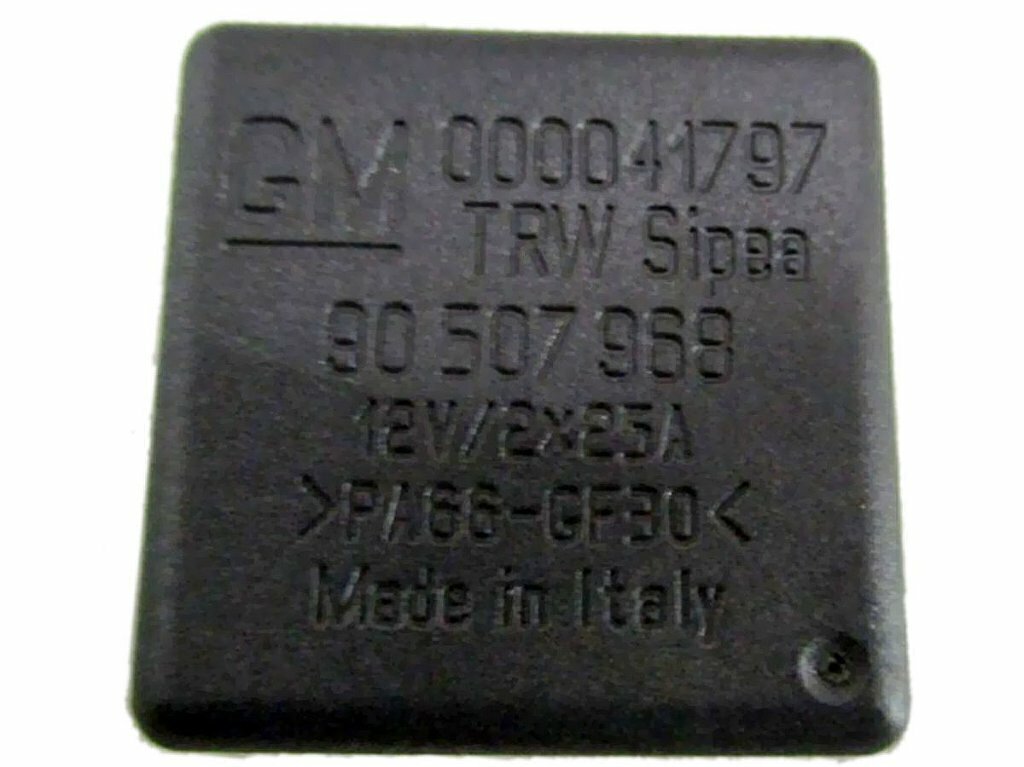 GM 000041797
TRW Sipea
90 507 968
12V/2x25A
>PA66-GF30<
Made in Italy